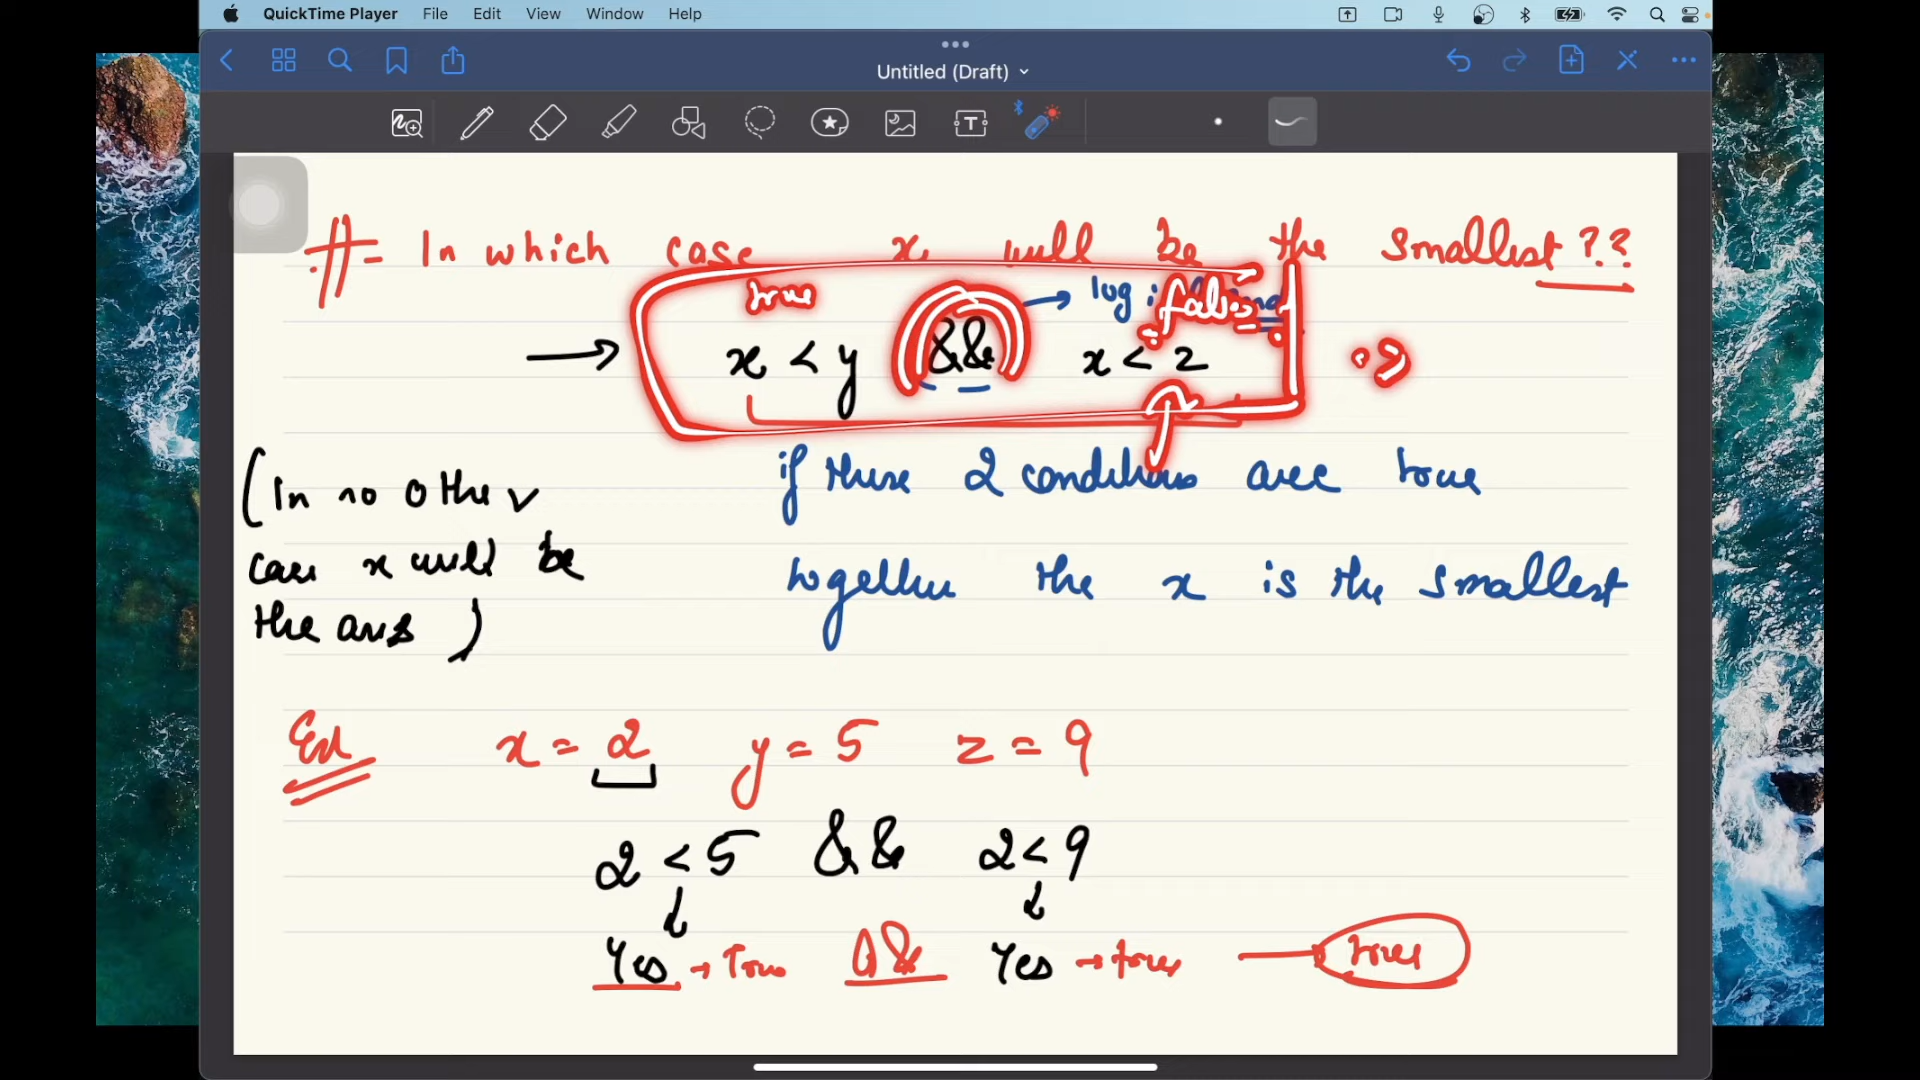 QuickTime Player File Edit View Window Help
Untitled (Draft)
T
# In which case x will be the smallest??
true && → log false
→ x < y && x < z
(In no other case x will be the ans)
if these 2 conditions are true
together the x is the smallest
Ex x = 2 y = 5 z = 9
2 < 5 && 2 < 9
Yes → True && Yes → true — true